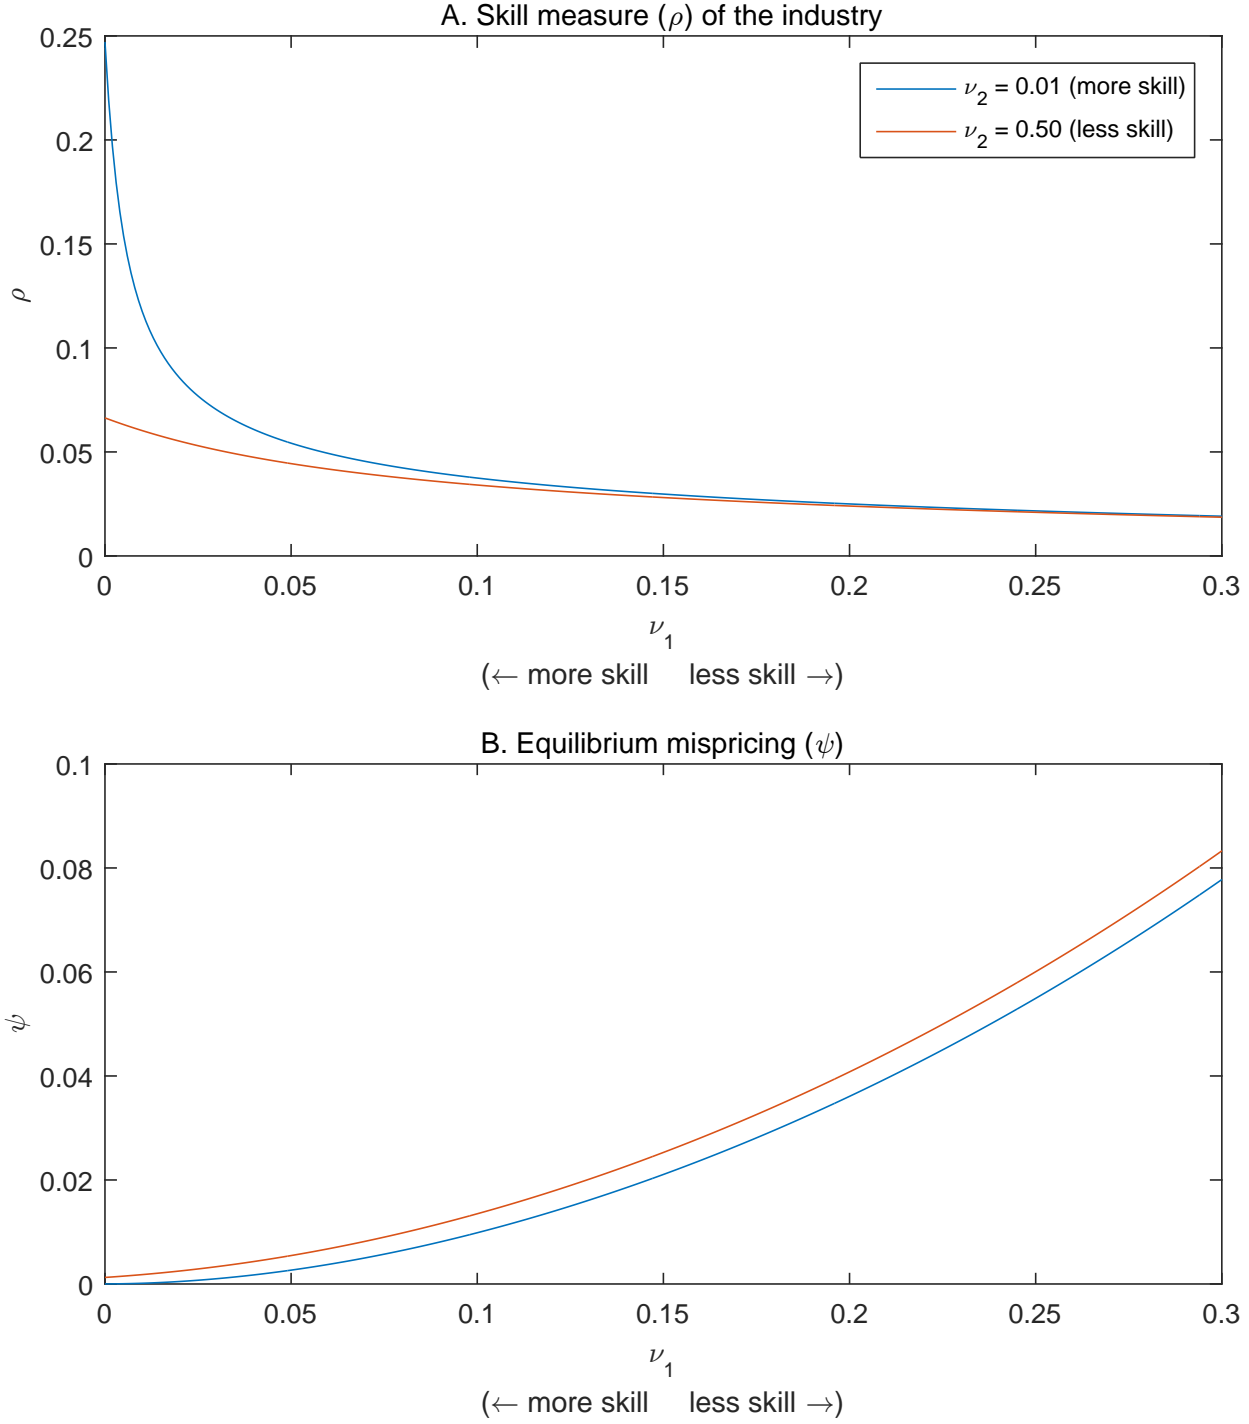 A. Skill measure (ρ) of the industry
0.25
0.2
0.15
0.1
0.05
0
ρ
ν2 = 0.01 (more skill)
ν2 = 0.50 (less skill)
0 0.05 0.1 0.15 0.2 0.25 0.3
ν1
(← more skill less skill →)
B. Equilibrium mispricing (ψ)
0.1
0.08
0.06
0.04
0.02
0
ψ
0 0.05 0.1 0.15 0.2 0.25 0.3
ν1
(← more skill less skill →)